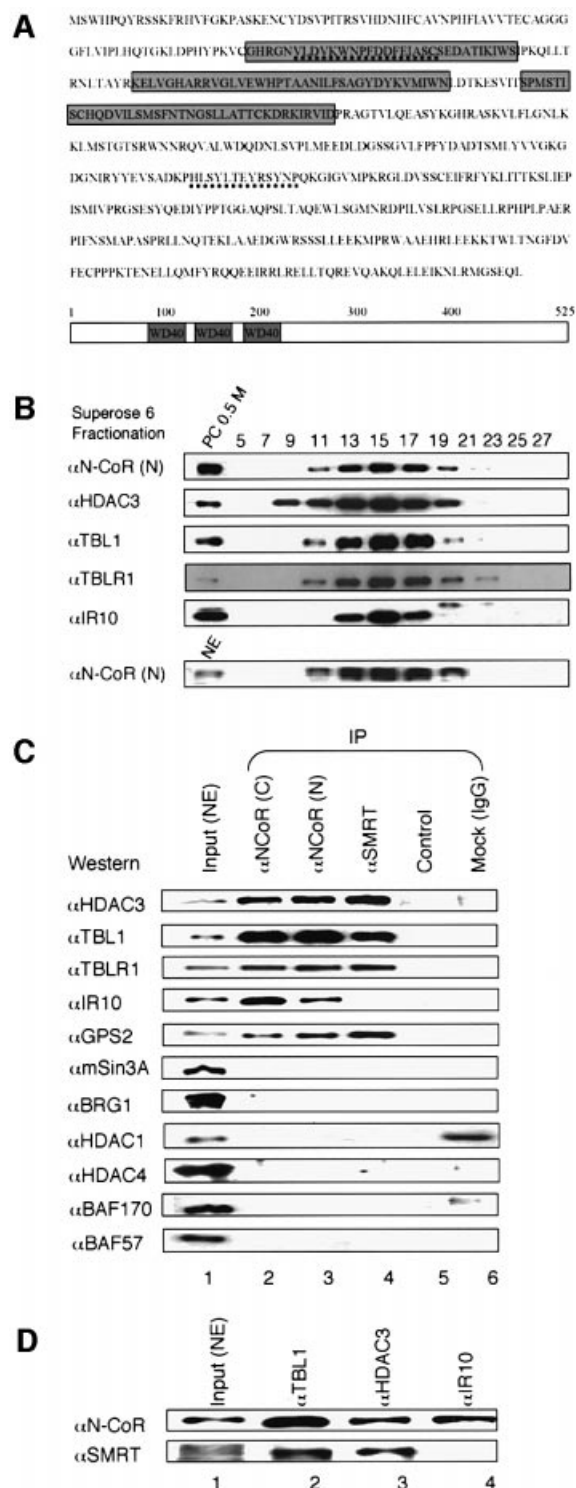 A
MSWHPQYRSSKFRHVFGKPASKENCYDSVPITRSVHDNHFCAVNPHFIAVVTECAGGG
GFLVIPLHQTGKLDPHYPKVCGHRGNVLDVKWNPFDDFEIASCSEDATIKIWSIPKQLLT
RNLTAYRKELVGHARRVGLVEWHPTAANILFSAGYDYKVMIWNLDTKESVITSPMSTI
SCHQDVILSMSFNTNGSLLATTCKDRKIRVIDPRAGTVLQEASYKGHRASKVLFLGNLK
KLMSTGTSRWNNRQVALWDQDNLSVPLMEEDLDGSSGVLFPFYDADTSMLYVVGKG
DGNIRYYEVSADKPHLSYLTEYRSYNPQKGIGVMPKRGLDVSSCEIFRFYKLITTKSLIEP
ISMIVPRGSESYQEDIYPPTGGAQPSLTAQEWLSGMNRDPILVSLRPGSELLRPHPLPAER
PIFNSMAPASPRLLNQTEKLAAEDGWRSSSLLEEKMPRWAAEHRLEEKKTWLTNGFDV
FECPPPKTENELLQMFYRQQEEIRRLRELLTQREVQAKQLELEIKNLRMGSEQL
1 100 200 300 400 525
WD40 WD40 WD40
B
Superose 6
Fractionation
PC 0.5 M 5 7 9 11 13 15 17 19 21 23 25 27
αN-CoR (N)
αHDAC3
αTBL1
αTBLR1
αIR10
NE
αN-CoR (N)
C
IP
Western Input (NE) αNCoR (C) αNCoR (N) αSMRT Control Mock (IgG)
αHDAC3
αTBL1
αTBLR1
αIR10
αGPS2
αmSin3A
αBRG1
αHDAC1
αHDAC4
αBAF170
αBAF57
1 2 3 4 5 6
D
Input (NE) αTBL1 αHDAC3 αIR10
αN-CoR
αSMRT
1 2 3 4